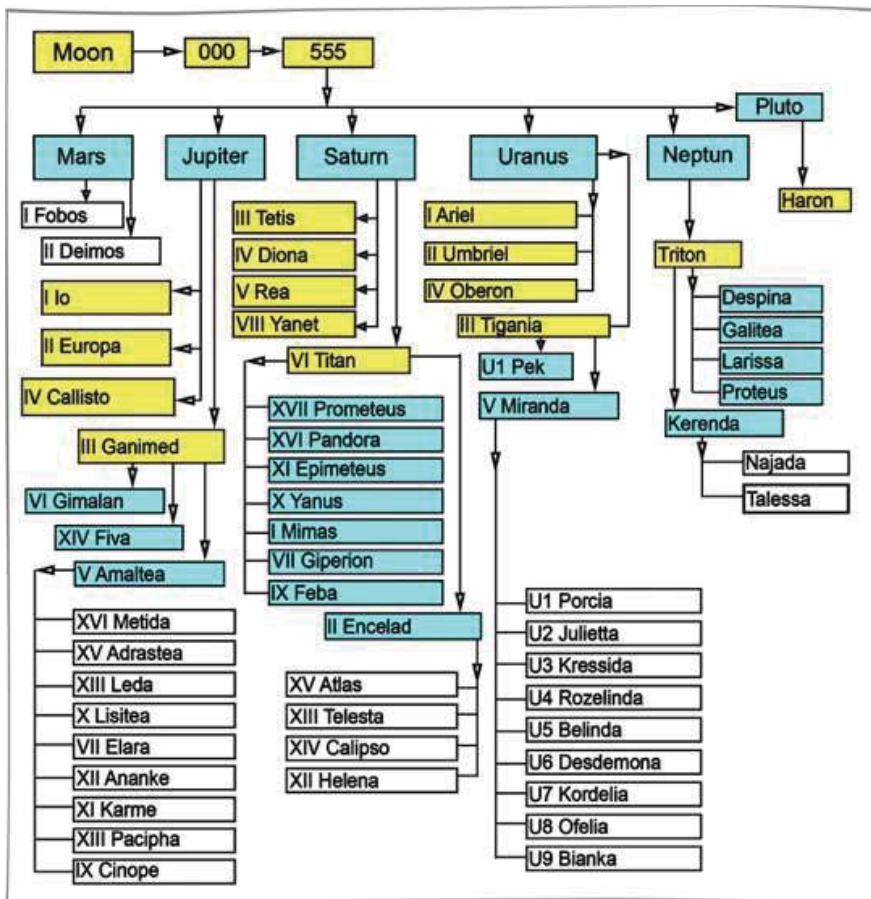 Moon
000
555
Pluto
Mars
Jupiter
Saturn
Uranus
Neptun
Haron
I Fobos
II Deimos
I Io
II Europa
IV Callisto
III Ganimed
VI Gimalan
XIV Fiva
V Amaltea
XVI Metida
XV Adrastea
XIII Leda
X Lisitea
VII Elara
XII Ananke
XI Karme
XIII Pacipha
IX Cinope
III Tetis
IV Diona
V Rea
VIII Yanet
VI Titan
XVII Prometeus
XVI Pandora
XI Epimeteus
X Yanus
I Mimas
VII Giperion
IX Feba
II Encelad
XV Atlas
XIII Telesta
XIV Calipso
XII Helena
I Ariel
II Umbriel
IV Oberon
III Tigania
U1 Pek
V Miranda
U1 Porcia
U2 Julietta
U3 Kressida
U4 Rozelinda
U5 Belinda
U6 Desdemona
U7 Kordelia
U8 Ofelia
U9 Bianka
Triton
Despina
Galitea
Larissa
Proteus
Kerenda
Najada
Talessa